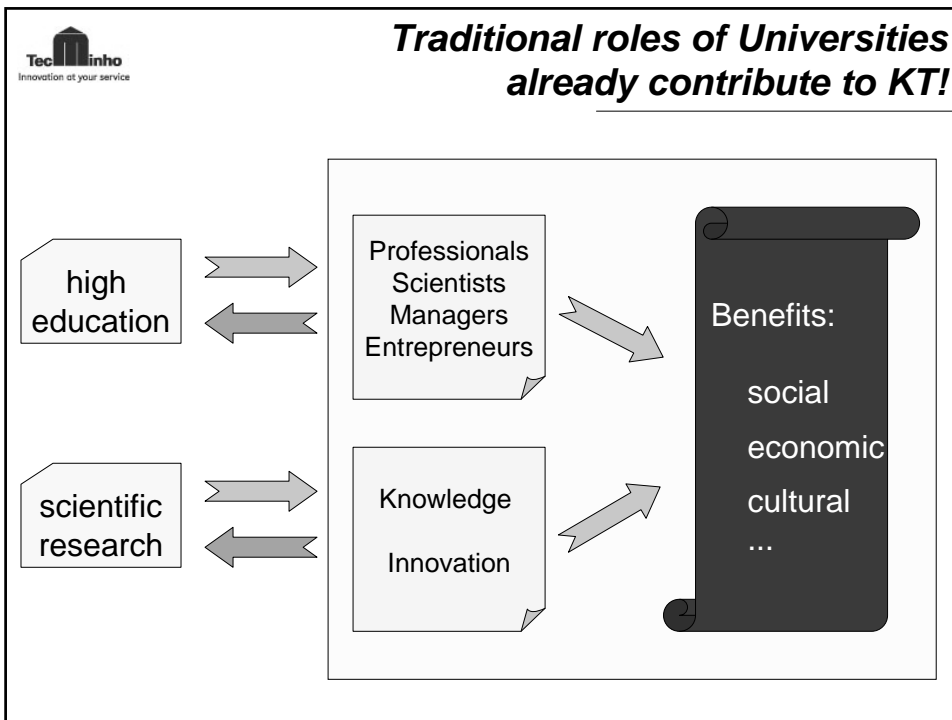 TecMinho
Innovation at your service
Traditional roles of Universities
already contribute to KT!
high
education
Professionals
Scientists
Managers
Entrepreneurs
scientific
research
Knowledge
Innovation
Benefits:
social
economic
cultural
...